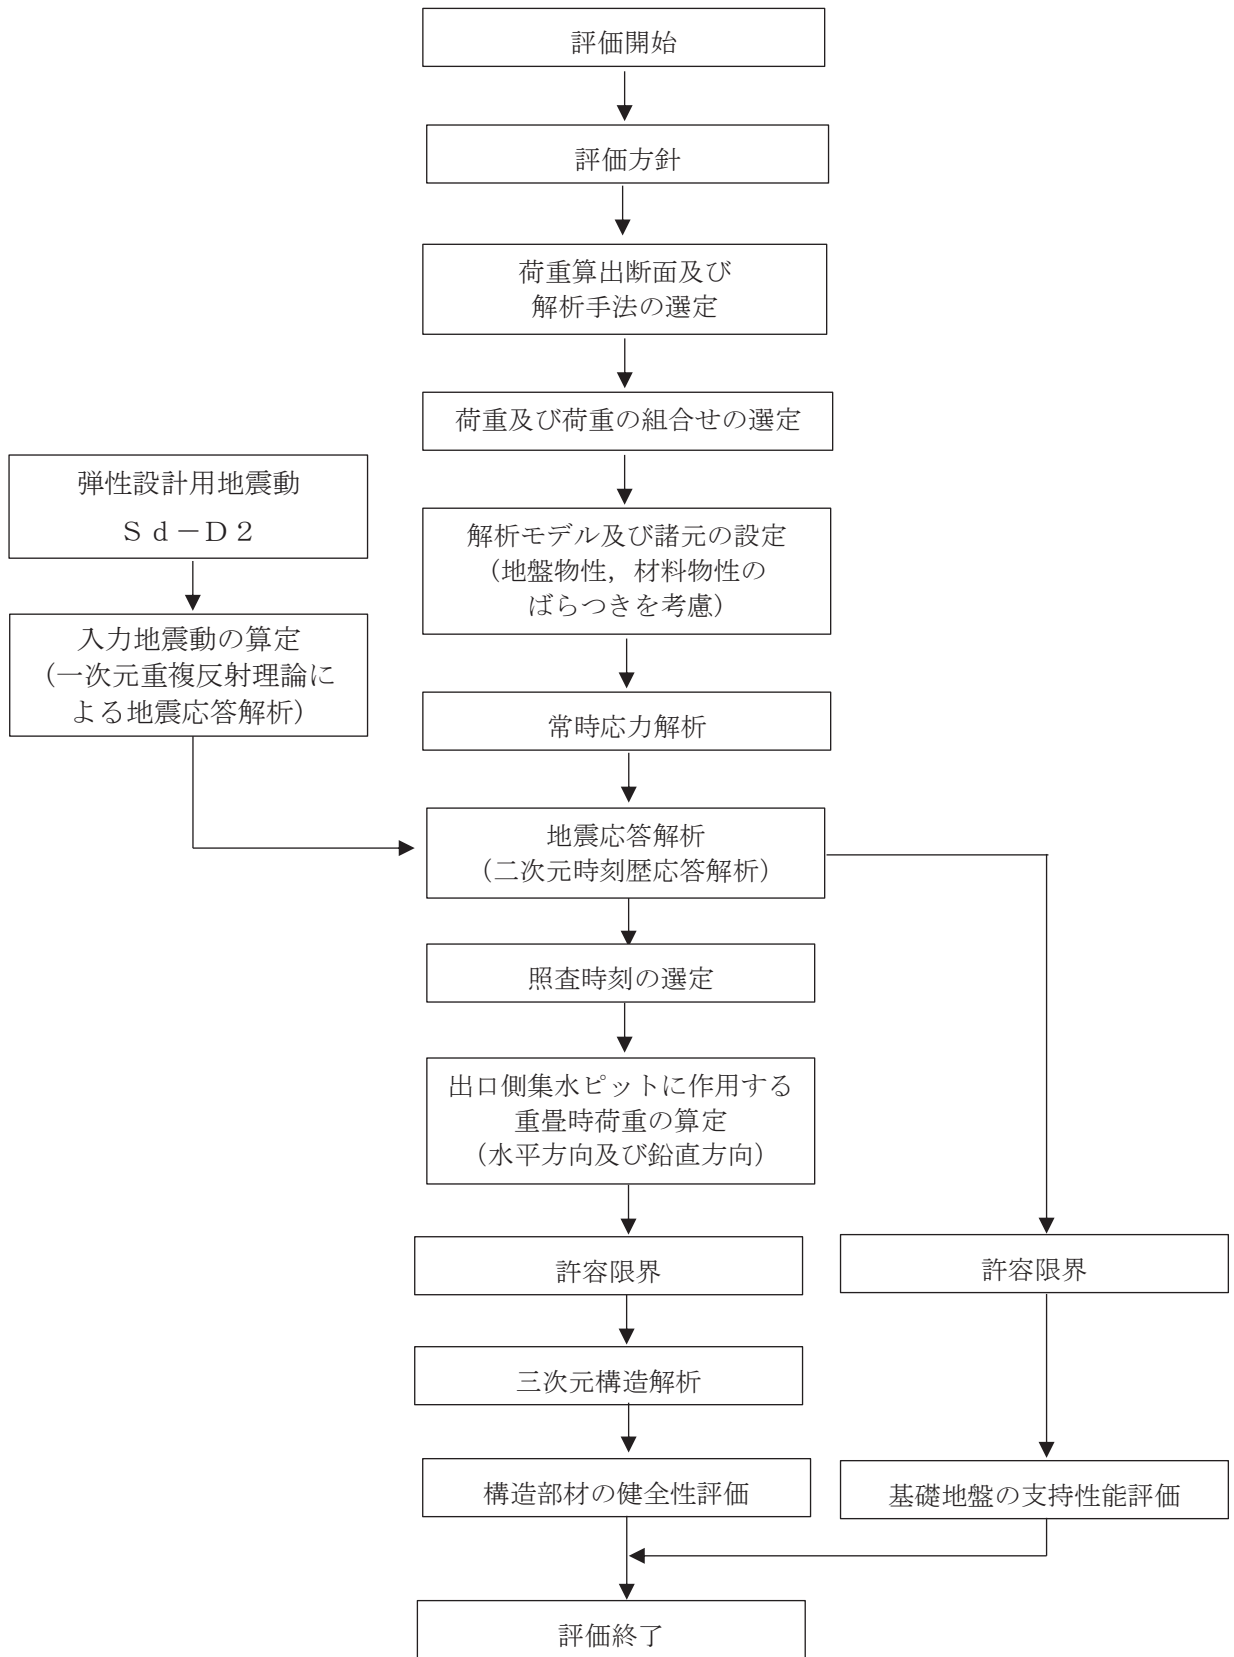 評価開始
評価方針
荷重算出断面及び
解析手法の選定
荷重及び荷重の組合せの選定
弾性設計用地震動
Ｓｄ－Ｄ２
入力地震動の算定
（一次元重複反射理論に
よる地震応答解析）
解析モデル及び諸元の設定
（地盤物性，材料物性の
ばらつきを考慮）
常時応力解析
地震応答解析
（二次元時刻歴応答解析）
照査時刻の選定
出口側集水ピットに作用する
重畳時荷重の算定
（水平方向及び鉛直方向）
許容限界
三次元構造解析
構造部材の健全性評価
許容限界
基礎地盤の支持性能評価
評価終了